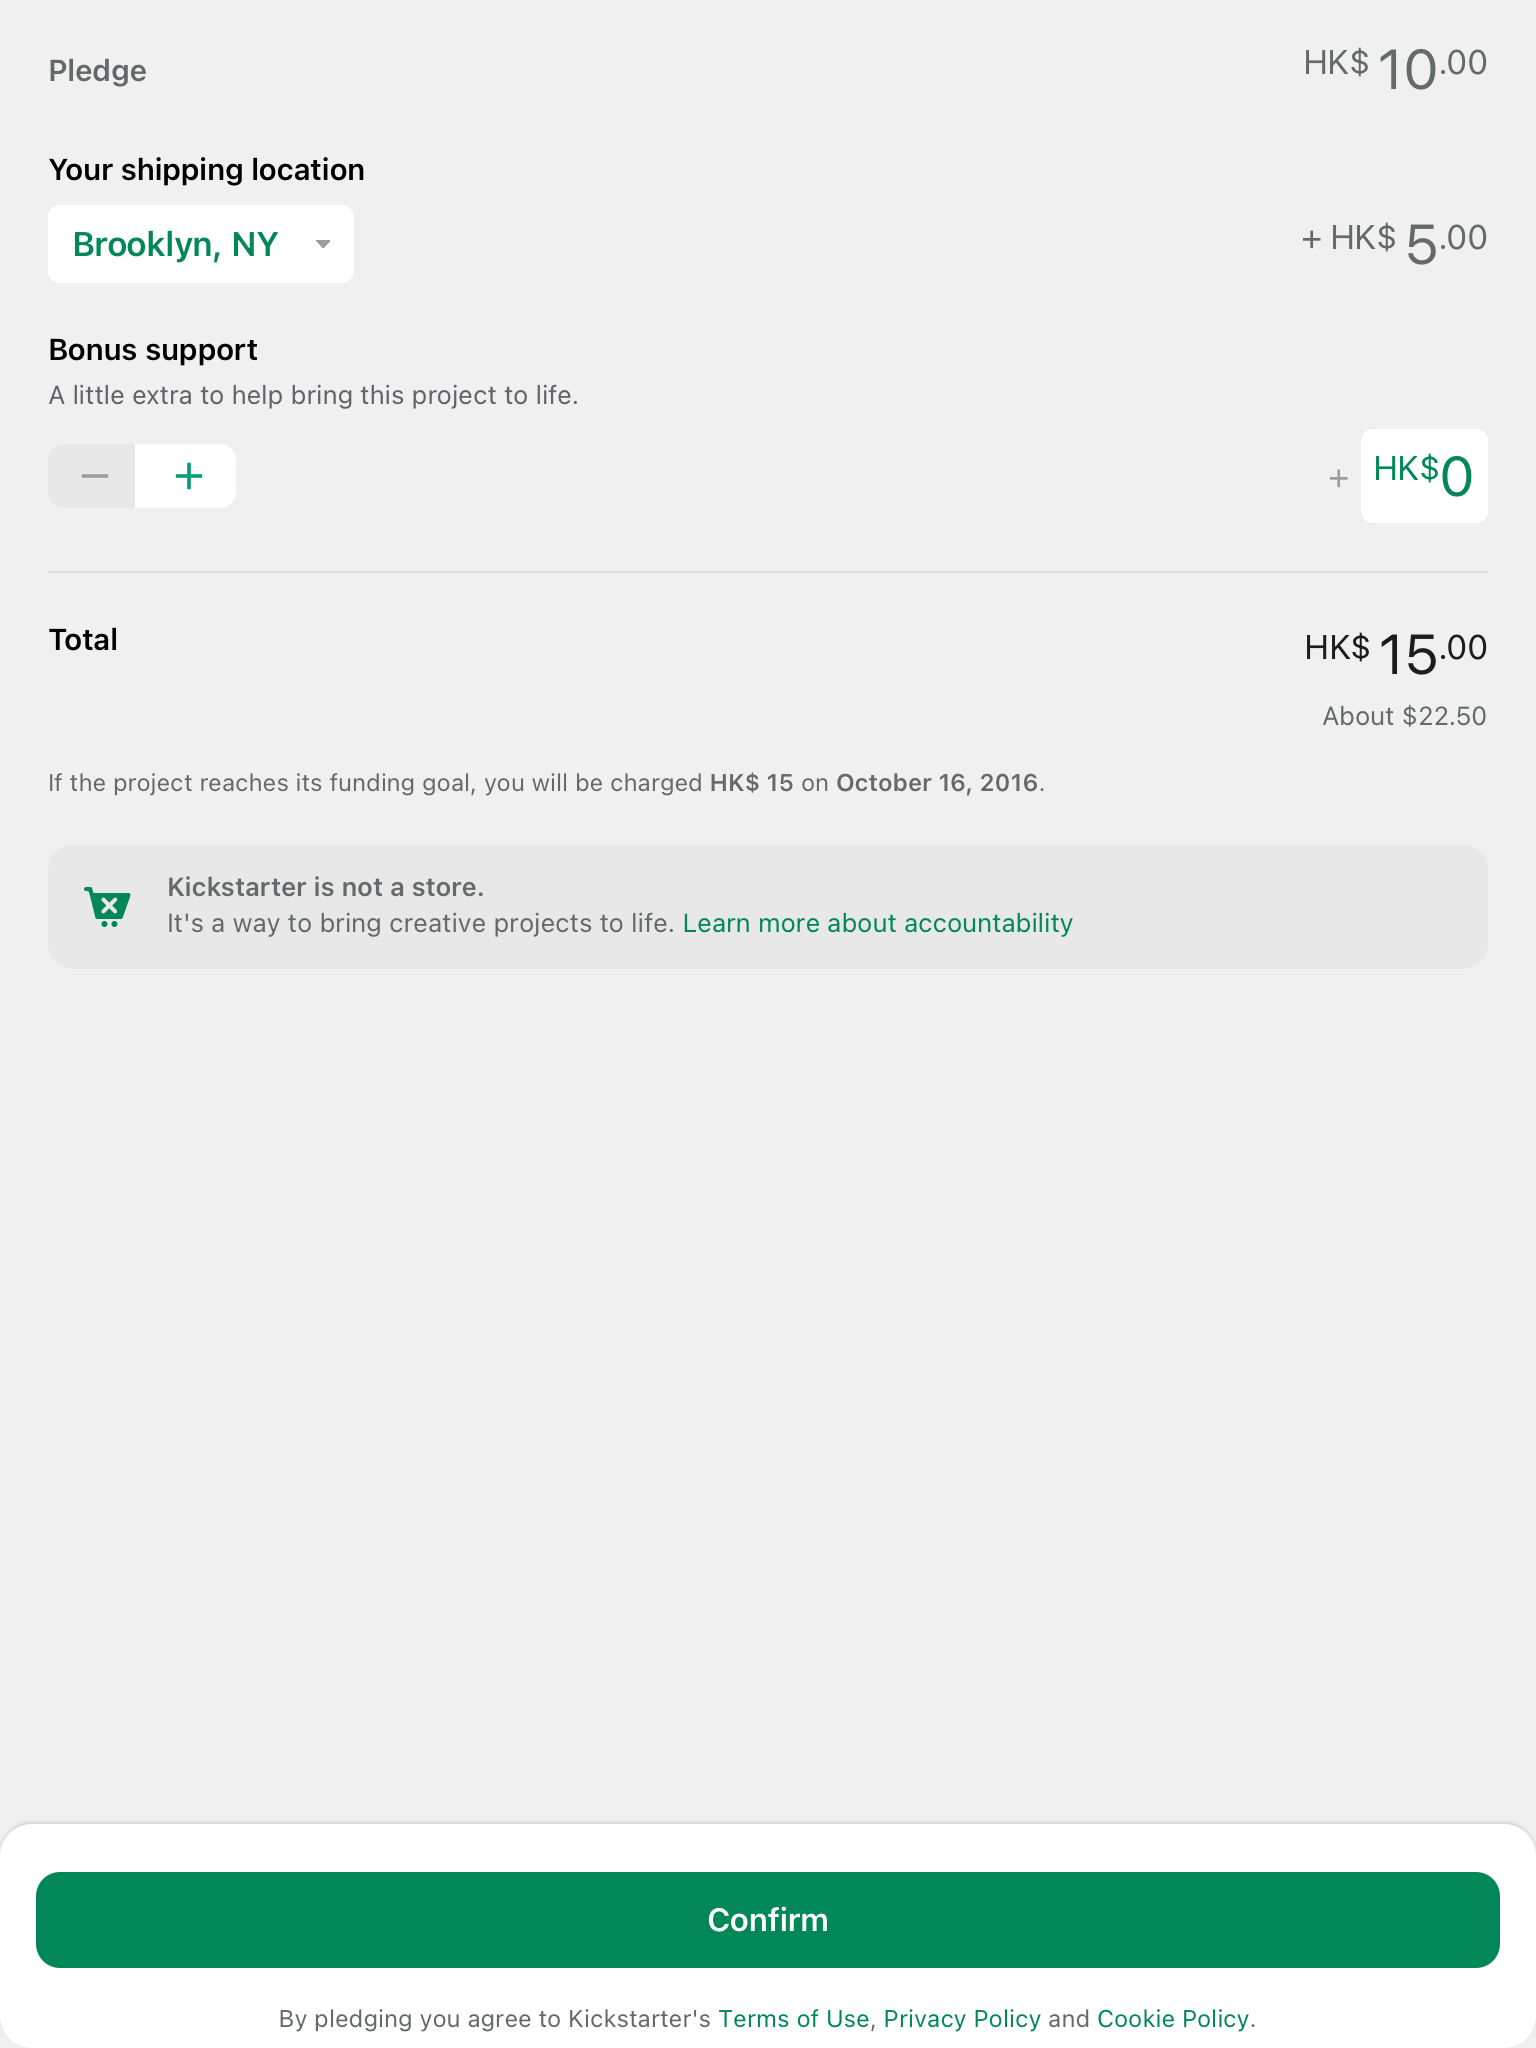 Pledge HK$ 10.00
Your shipping location
Brooklyn, NY + HK$ 5.00
Bonus support
A little extra to help bring this project to life.
— + + HK$0
Total HK$ 15.00
About $22.50
If the project reaches its funding goal, you will be charged HK$ 15 on October 16, 2016.
Kickstarter is not a store.
It's a way to bring creative projects to life. Learn more about accountability
Confirm
By pledging you agree to Kickstarter's Terms of Use, Privacy Policy and Cookie Policy.